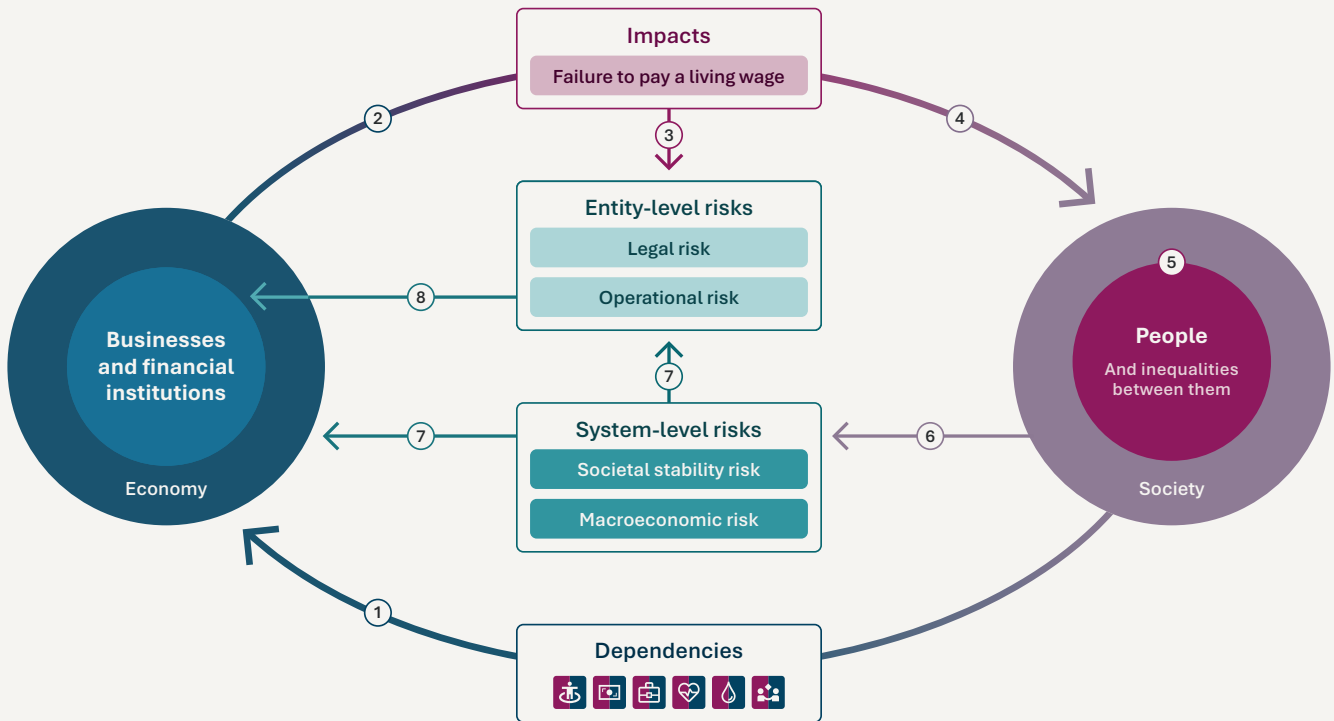 Impacts
Failure to pay a living wage
2
3
4
Entity-level risks
Legal risk
Operational risk
8
5
People
And inequalities
between them
Society
Businesses
and financial
institutions
Economy
7
7
System-level risks
Societal stability risk
Macroeconomic risk
6
1
Dependencies